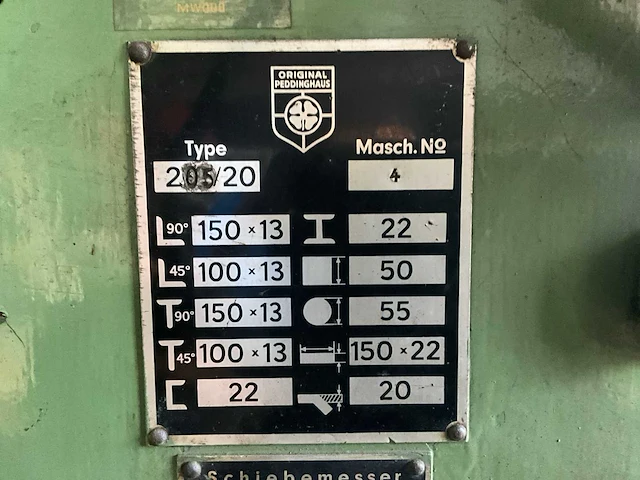 MW000
ORIGINAL
PEDDINGHAUS
Type Masch. No
205/20 4
90° 150 × 13 22
45° 100 × 13 50
90° 150 × 13 55
45° 100 × 13 150 × 22
22 20
Schiebemesser